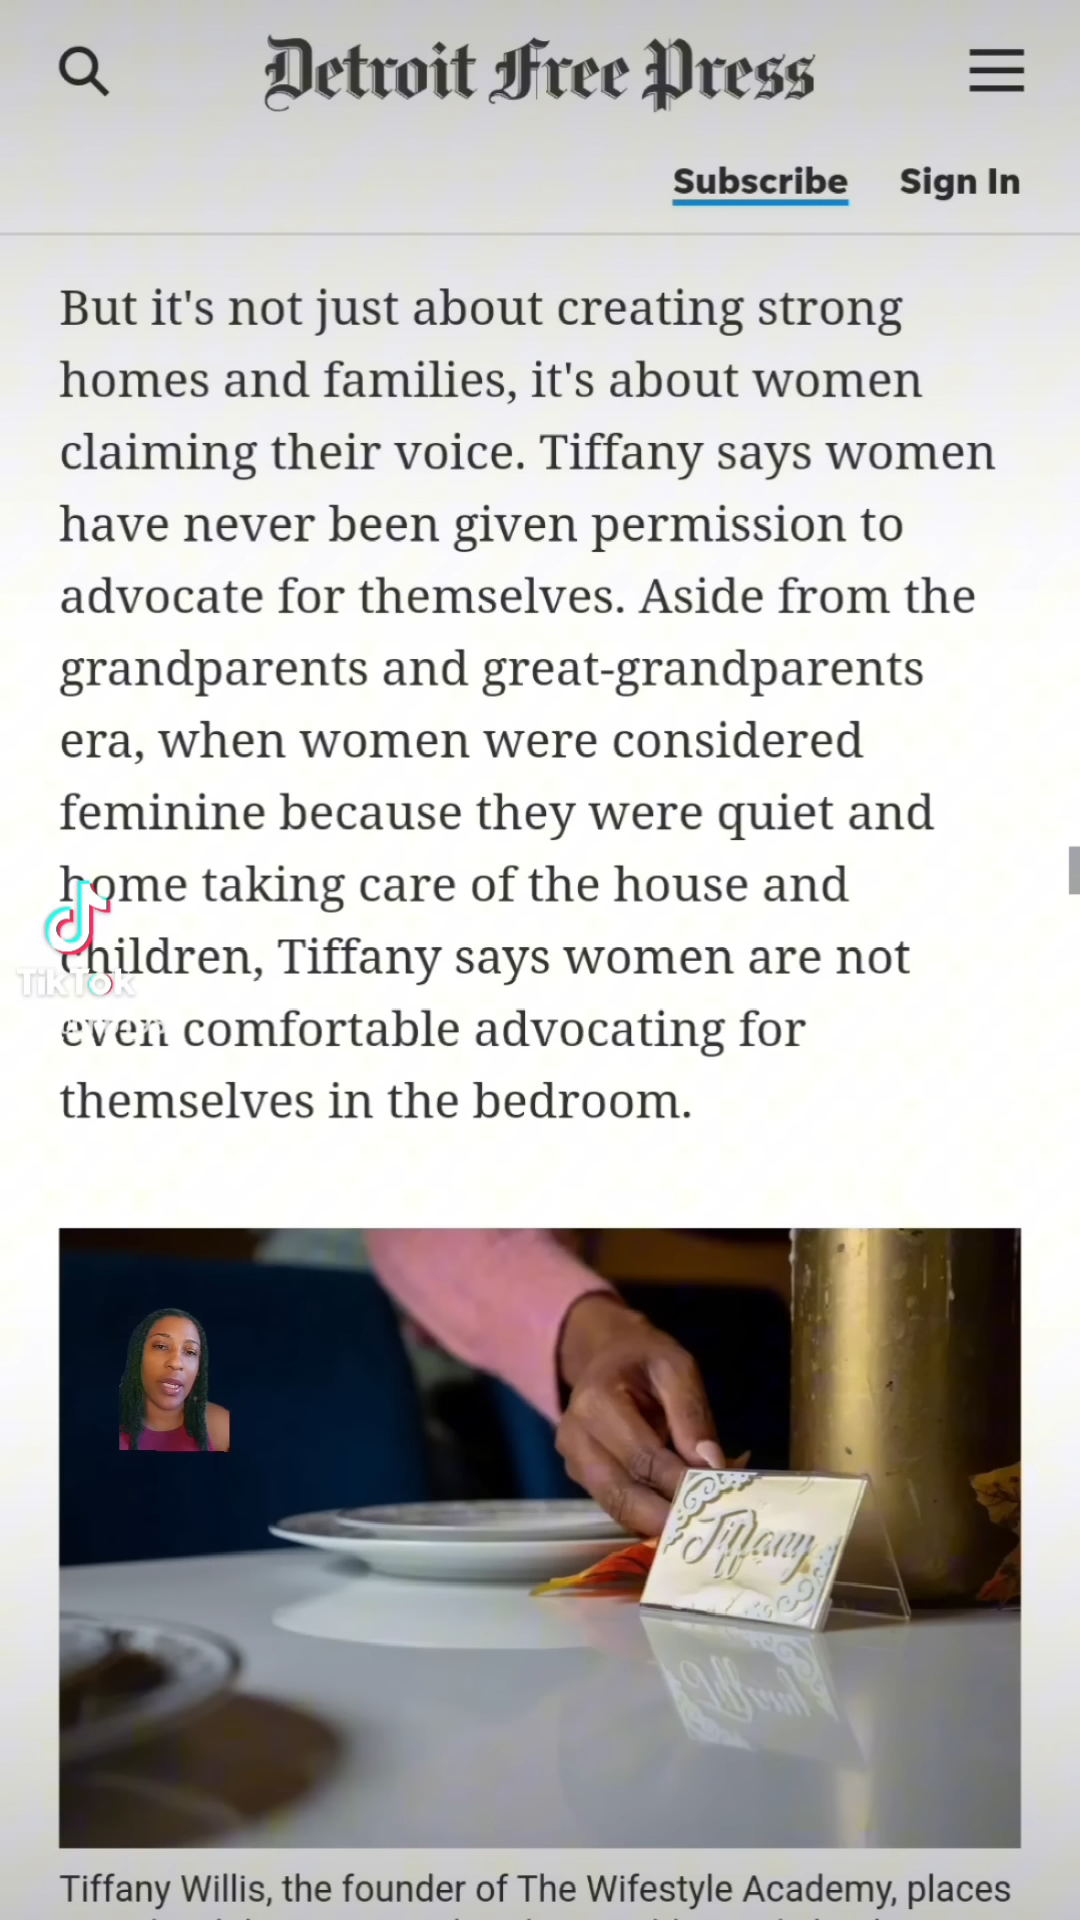 Detroit Free Press
Subscribe Sign In
But it's not just about creating strong
homes and families, it's about women
claiming their voice. Tiffany says women
have never been given permission to
advocate for themselves. Aside from the
grandparents and great-grandparents
era, when women were considered
feminine because they were quiet and
home taking care of the house and
children, Tiffany says women are not
even comfortable advocating for
themselves in the bedroom.
TikTok
Tiffany
Tiffany Willis, the founder of The Wifestyle Academy, places